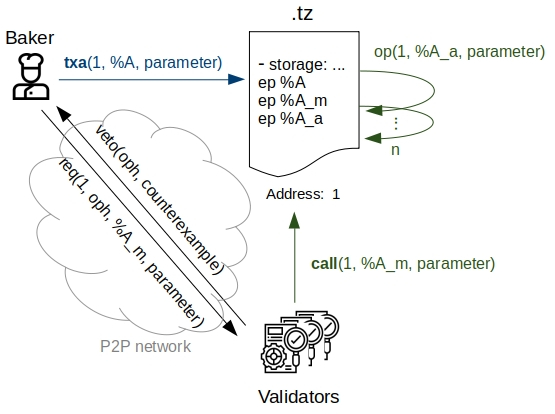 .tz
Baker
txa(1, %A, parameter)
- storage: ...
ep %A
ep %A_m
ep %A_a
op(1, %A_a, parameter)
...
n
Address: 1
veto(oph, counterexample)
req(1, oph, %A_m, parameter)
call(1, %A_m, parameter)
P2P network
Validators